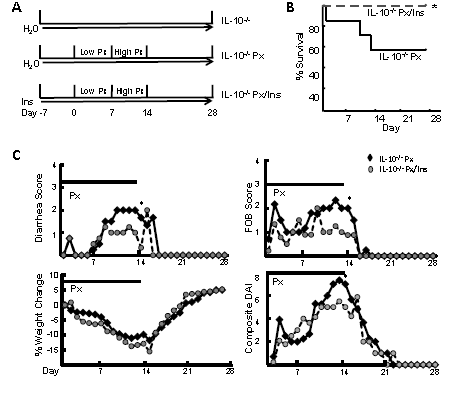 A
B
H₂O
IL-10⁻/⁻
Low Px High Px
H₂O
IL-10⁻/⁻ Px
Low Px High Px
Ins
IL-10⁻/⁻ Px/Ins
Day -7 0 7 14 28
% Survival
100
80
60
40
IL-10⁻/⁻ Px/Ins *
IL-10⁻/⁻ Px
7 14 21 28
Day
C
IL-10⁻/⁻ Px
IL-10⁻/⁻ Px/Ins
Diarrhea Score
4
3
2
1
Px
*
0 7 14 21 28
FOB Score
4
3
2
1
Px
*
7 14 21 28
% Weight Change
10
5
0
-5
-10
-15
Px
Day 0 7 14 21 28
Composite DAI
8
6
4
2
Px
*
7 14 21 28